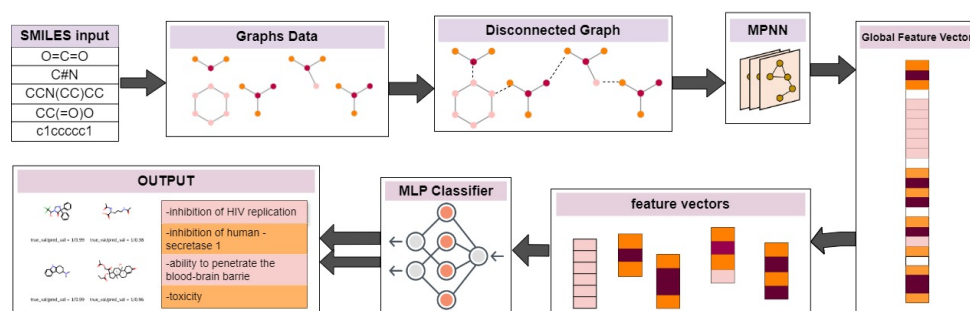 SMILES input
O=C=O
C#N
CCN(CC)CC
CC(=O)O
c1ccccc1
Graphs Data
Disconnected Graph
MPNN
Global Feature Vector
OUTPUT
-inhibition of HIV replication
-inhibition of human -
secretase 1
-ability to penetrate the
blood-brain barrie
-toxicity
MLP Classifier
feature vectors